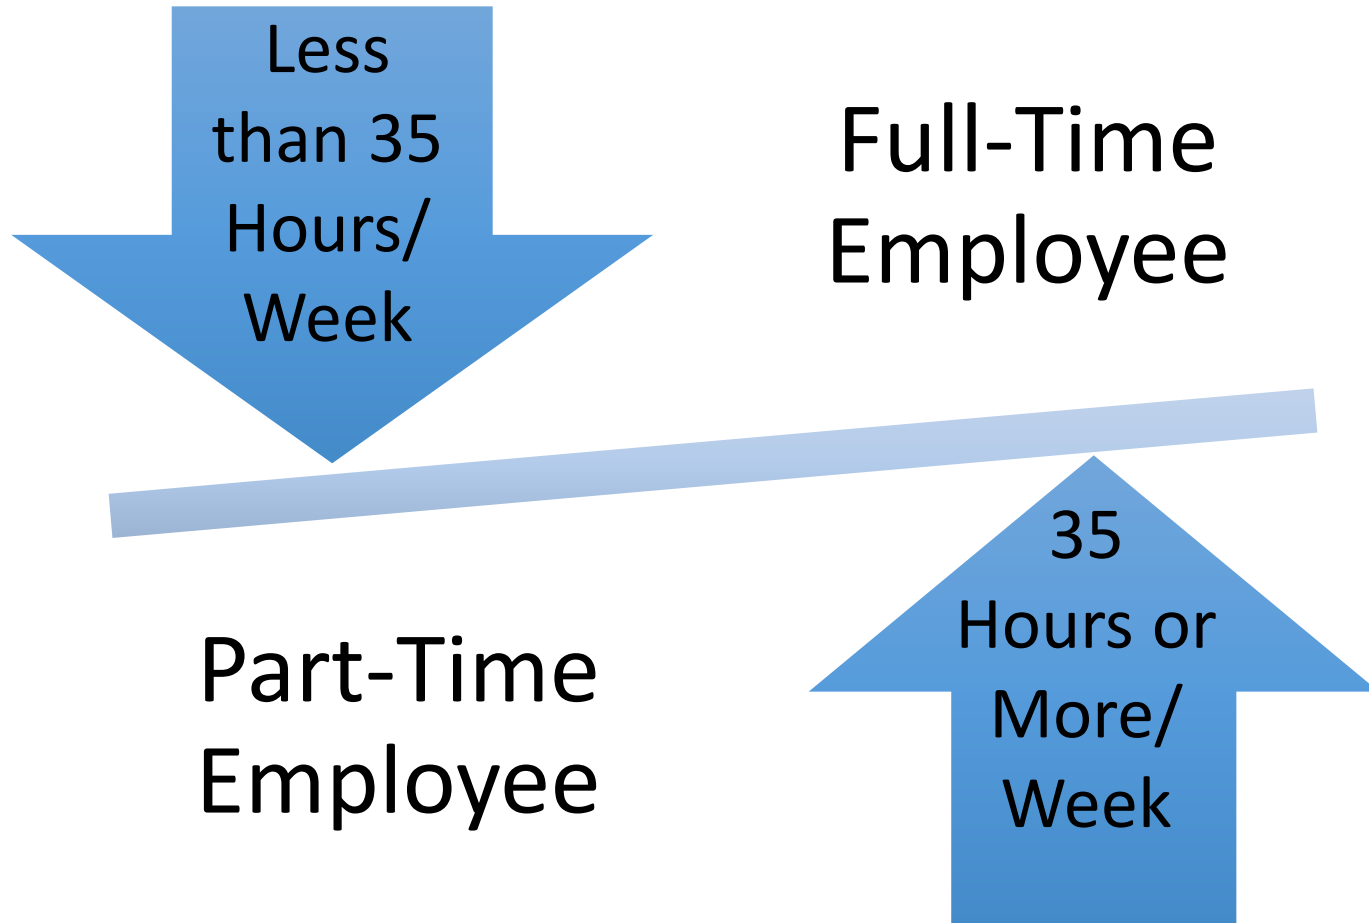 Less
than 35
Hours/
Week
Full-Time
Employee
Part-Time
Employee
35
Hours or
More/
Week